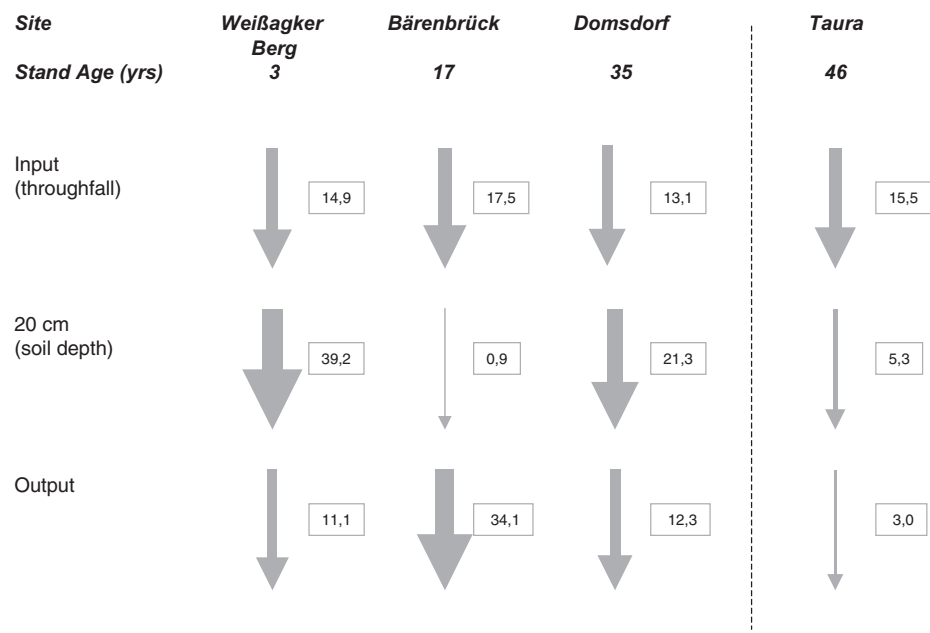 Site Weißagker Berg Bärenbrück Domsdorf Taura
Stand Age (yrs) 3 17 35 46
Input
(throughfall) 14,9 17,5 13,1 15,5
20 cm
(soil depth) 39,2 0,9 21,3 5,3
Output 11,1 34,1 12,3 3,0